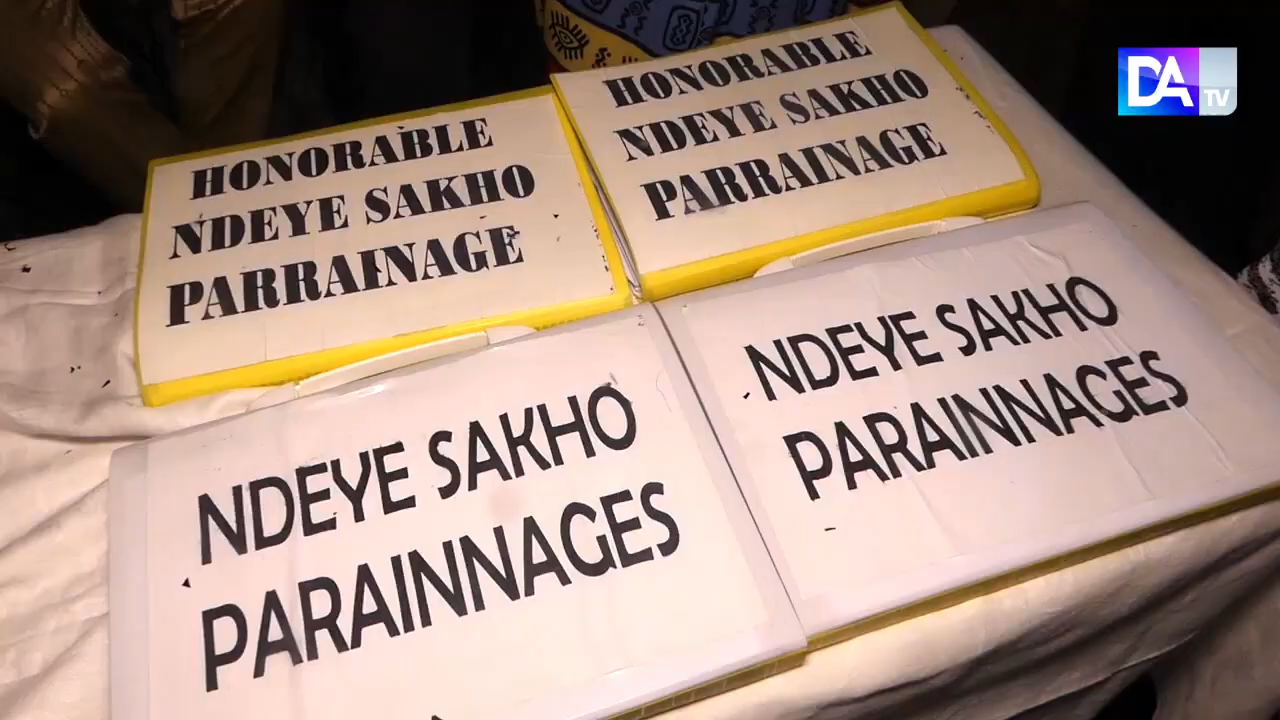 HONORABLE
NDEYE SAKHO
PARRAINAGE
HONORABLE
NDEYE SAKHO
PARRAINAGE
NDEYE SAKHO
PARAINNAGES
NDEYE SAKHO
PARAINNAGES
DA TV